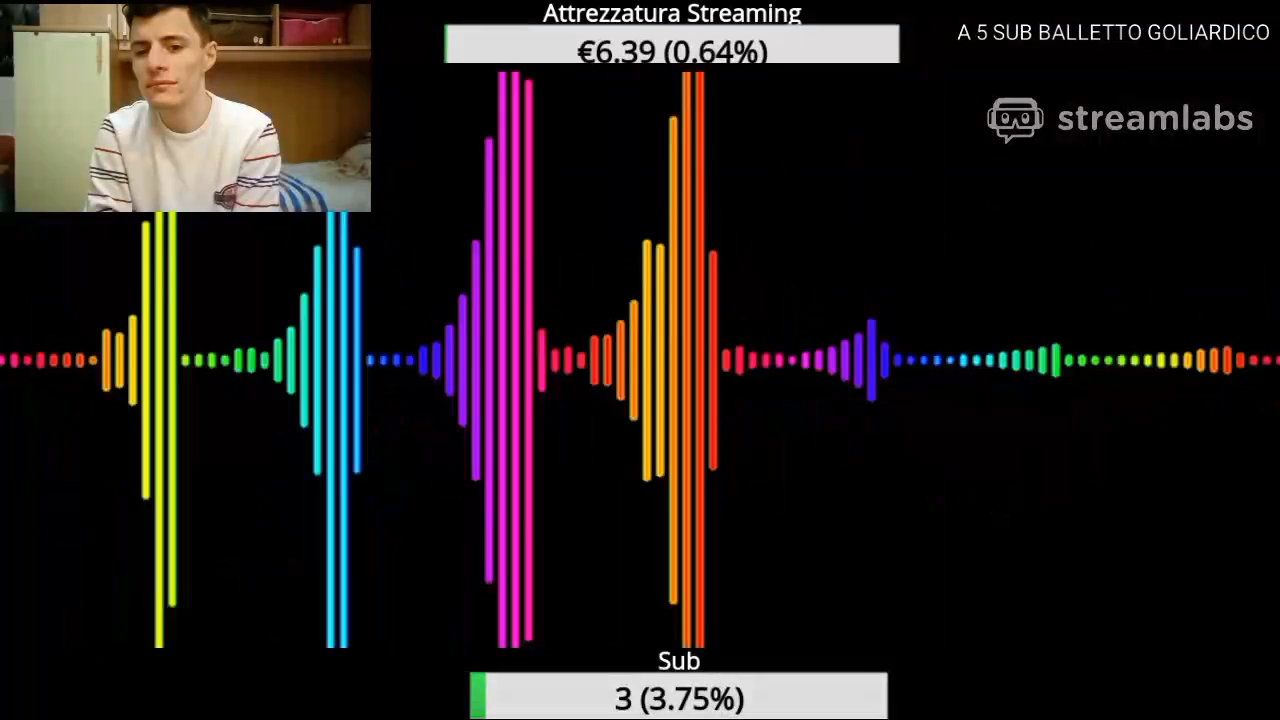 Attrezzatura Streaming
€6.39 (0.64%)
A 5 SUB BALLETTO GOLIARDICO
streamlabs
Sub
3 (3.75%)